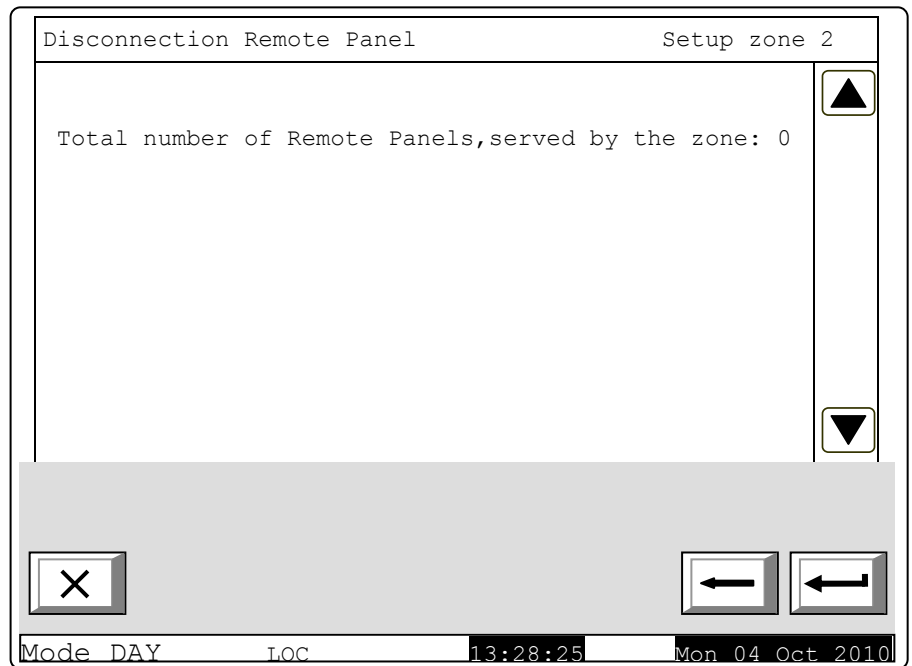 Disconnection Remote Panel Setup zone 2
Total number of Remote Panels,served by the zone: 0
Mode DAY LOC 13:28:25 Mon 04 Oct 2010